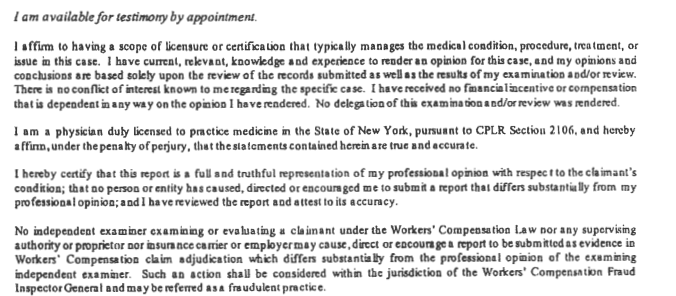 I am available for testimony by appointment.
I affirm to having a scope of licensure or certification that typically manages the medical condition, procedure, treatment, or
issue in this case. I have current, relevant, knowledge and experience to render an opinion for this case, and my opinions and
conclusions are based solely upon the review of the records submitted as well as the results of my examination and/or review.
There is no conflict of interest known to me regarding the specific case. I have received no financial incentive or compensation
that is dependent in any way on the opinion I have rendered. No delegation of this examination and/or review was rendered.
I am a physician duly licensed to practice medicine in the State of New York, pursuant to CPLR Section 2106, and hereby
affirm, under the penalty of perjury, that the statements contained herein are true and accurate.
I hereby certify that this report is a full and truthful representation of my professional opinion with respect to the claimant's
condition; that no person or entity has caused, directed or encouraged me to submit a report that differs substantially from my
professional opinion; and I have reviewed the report and attest to its accuracy.
No independent examiner examining or evaluating a claimant under the Workers' Compensation Law nor any supervising
authority or proprietor nor insurance carrier or employer may cause, direct or encourage a report to be submitted as evidence in
Workers' Compensation claim adjudication which differs substantially from the professional opinion of the examining
independent examiner. Such an action shall be considered within the jurisdiction of the Workers' Compensation Fraud
Inspector General and may be referred as a fraudulent practice.